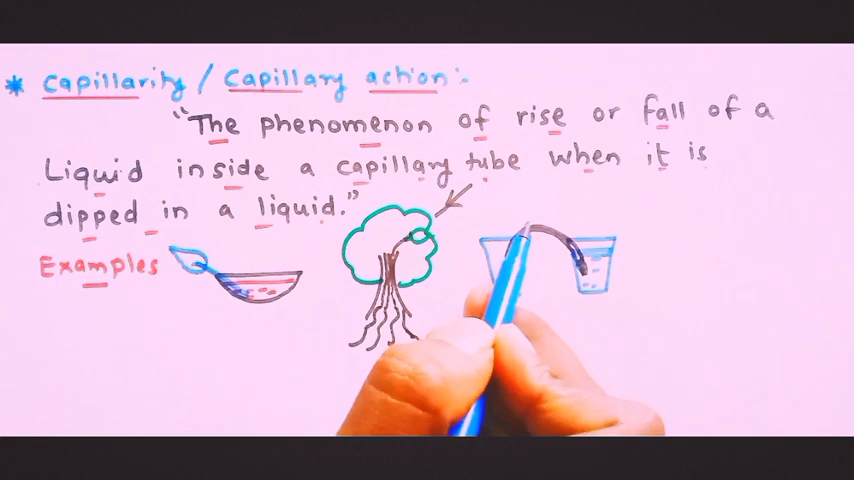 * Capillarity / Capillary action :-
"The phenomenon of rise or fall of a
Liquid inside a capillary tube when it is
dipped in a liquid."
Examples